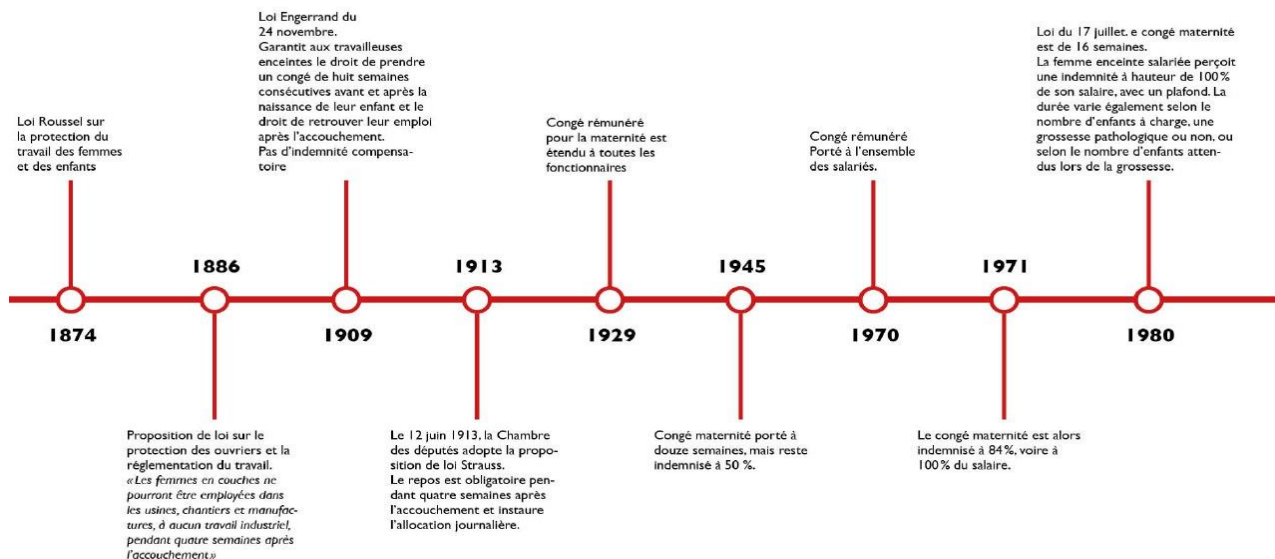 Loi Roussel sur
la protection du
travail des femmes
et des enfants
1874
1886
Proposition de loi sur le
protection des ouvriers et la
réglementation du travail.
«Les femmes en couches ne
pourront être employées dans
les usines, chantiers et manufac-
tures, à aucun travail industriel,
pendant quatre semaines après
l'accouchement»
Loi Engerrand du
24 novembre.
Garantit aux travailleuses
enceintes le droit de prendre
un congé de huit semaines
consécutives avant et après la
naissance de leur enfant et le
droit de retrouver leur emploi
après l'accouchement.
Pas d'indemnité compensa-
toire
1909
1913
Le 12 juin 1913, la Chambre
des députés adopte la propo-
sition de loi Strauss.
Le repos est obligatoire pen-
dant quatre semaines après
l'accouchement et instaure
l'allocation journalière.
Congé rémunéré
pour la maternité est
étendu à toutes les
fonctionnaires
1929
1945
Congé maternité porté à
douze semaines, mais reste
indemnisé à 50 %.
Congé rémunéré
Porté à l'ensemble
des salariés.
1970
1971
Le congé maternité est alors
indemnisé à 84%, voire à
100% du salaire.
Loi du 17 juillet. e congé maternité
est de 16 semaines.
La femme enceinte salariée perçoit
une indemnité à hauteur de 100%
de son salaire, avec un plafond. La
durée varie également selon le
nombre d'enfants à charge, une
grossesse pathologique ou non, ou
selon le nombre d'enfants atten-
dus lors de la grossesse.
1980